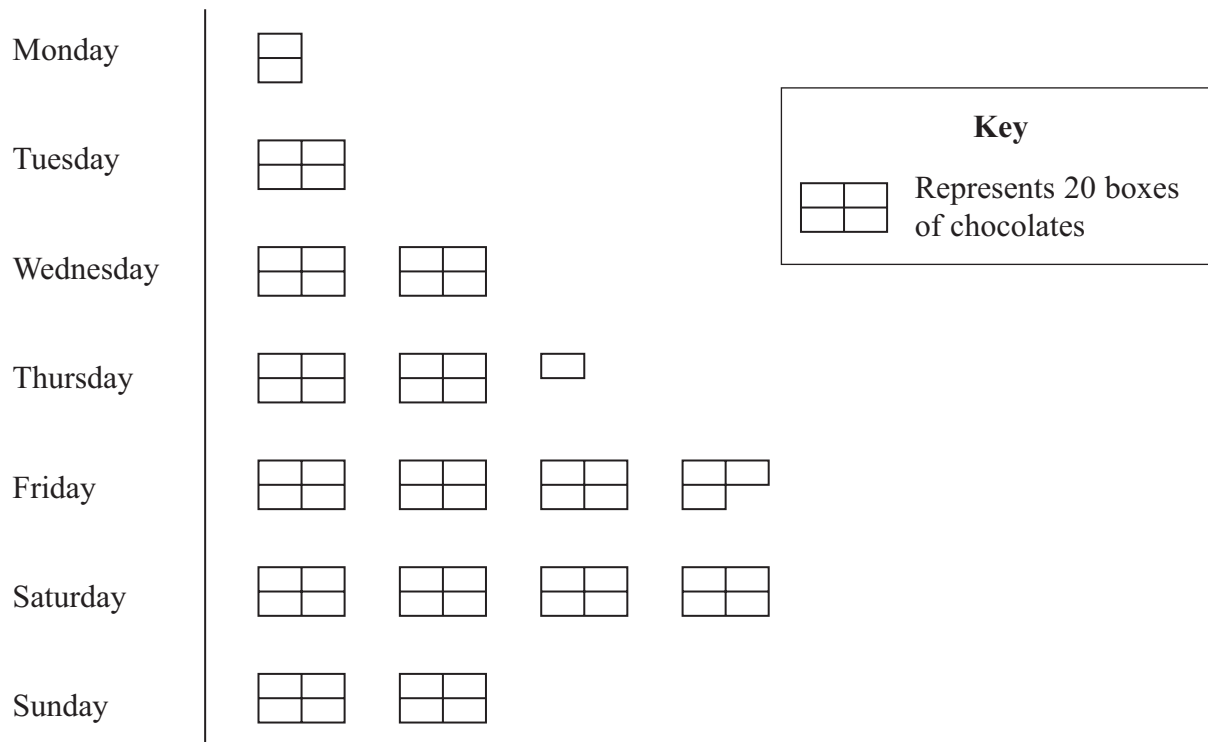 Monday
Tuesday
Wednesday
Thursday
Friday
Saturday
Sunday
Key
Represents 20 boxes
of chocolates